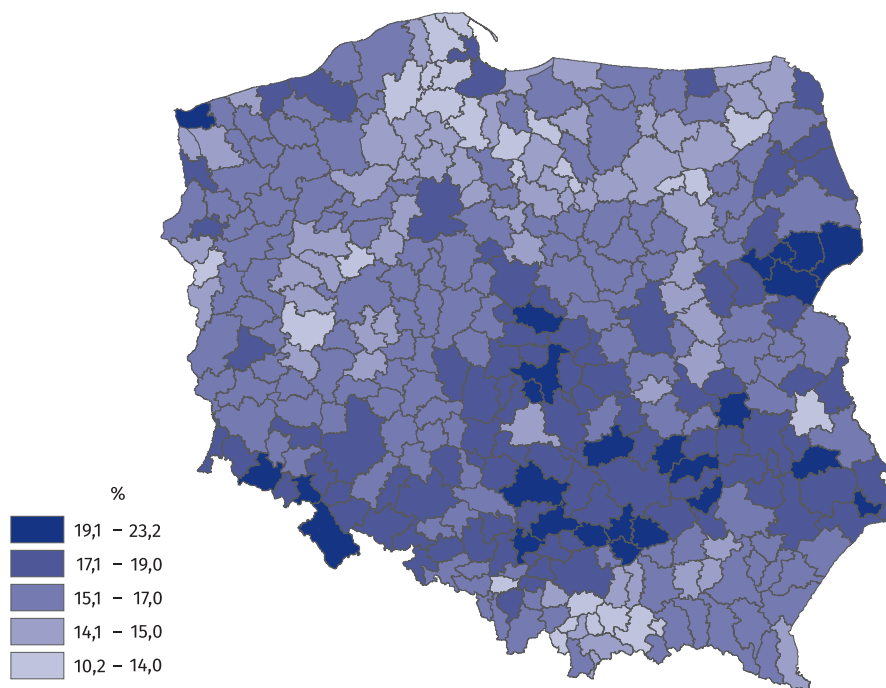 %
19,1 – 23,2
17,1 – 19,0
15,1 – 17,0
14,1 – 15,0
10,2 – 14,0